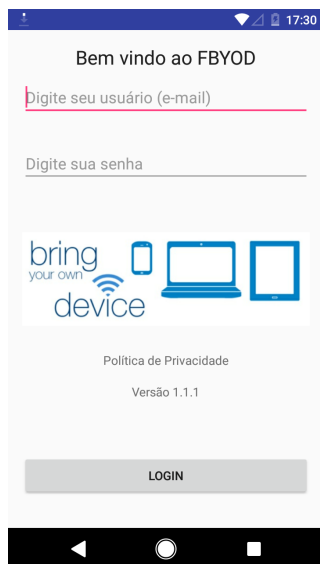 17:30
Bem vindo ao FBYOD
Digite seu usuário (e-mail)
Digite sua senha
bring
your own
device
Política de Privacidade
Versão 1.1.1
LOGIN